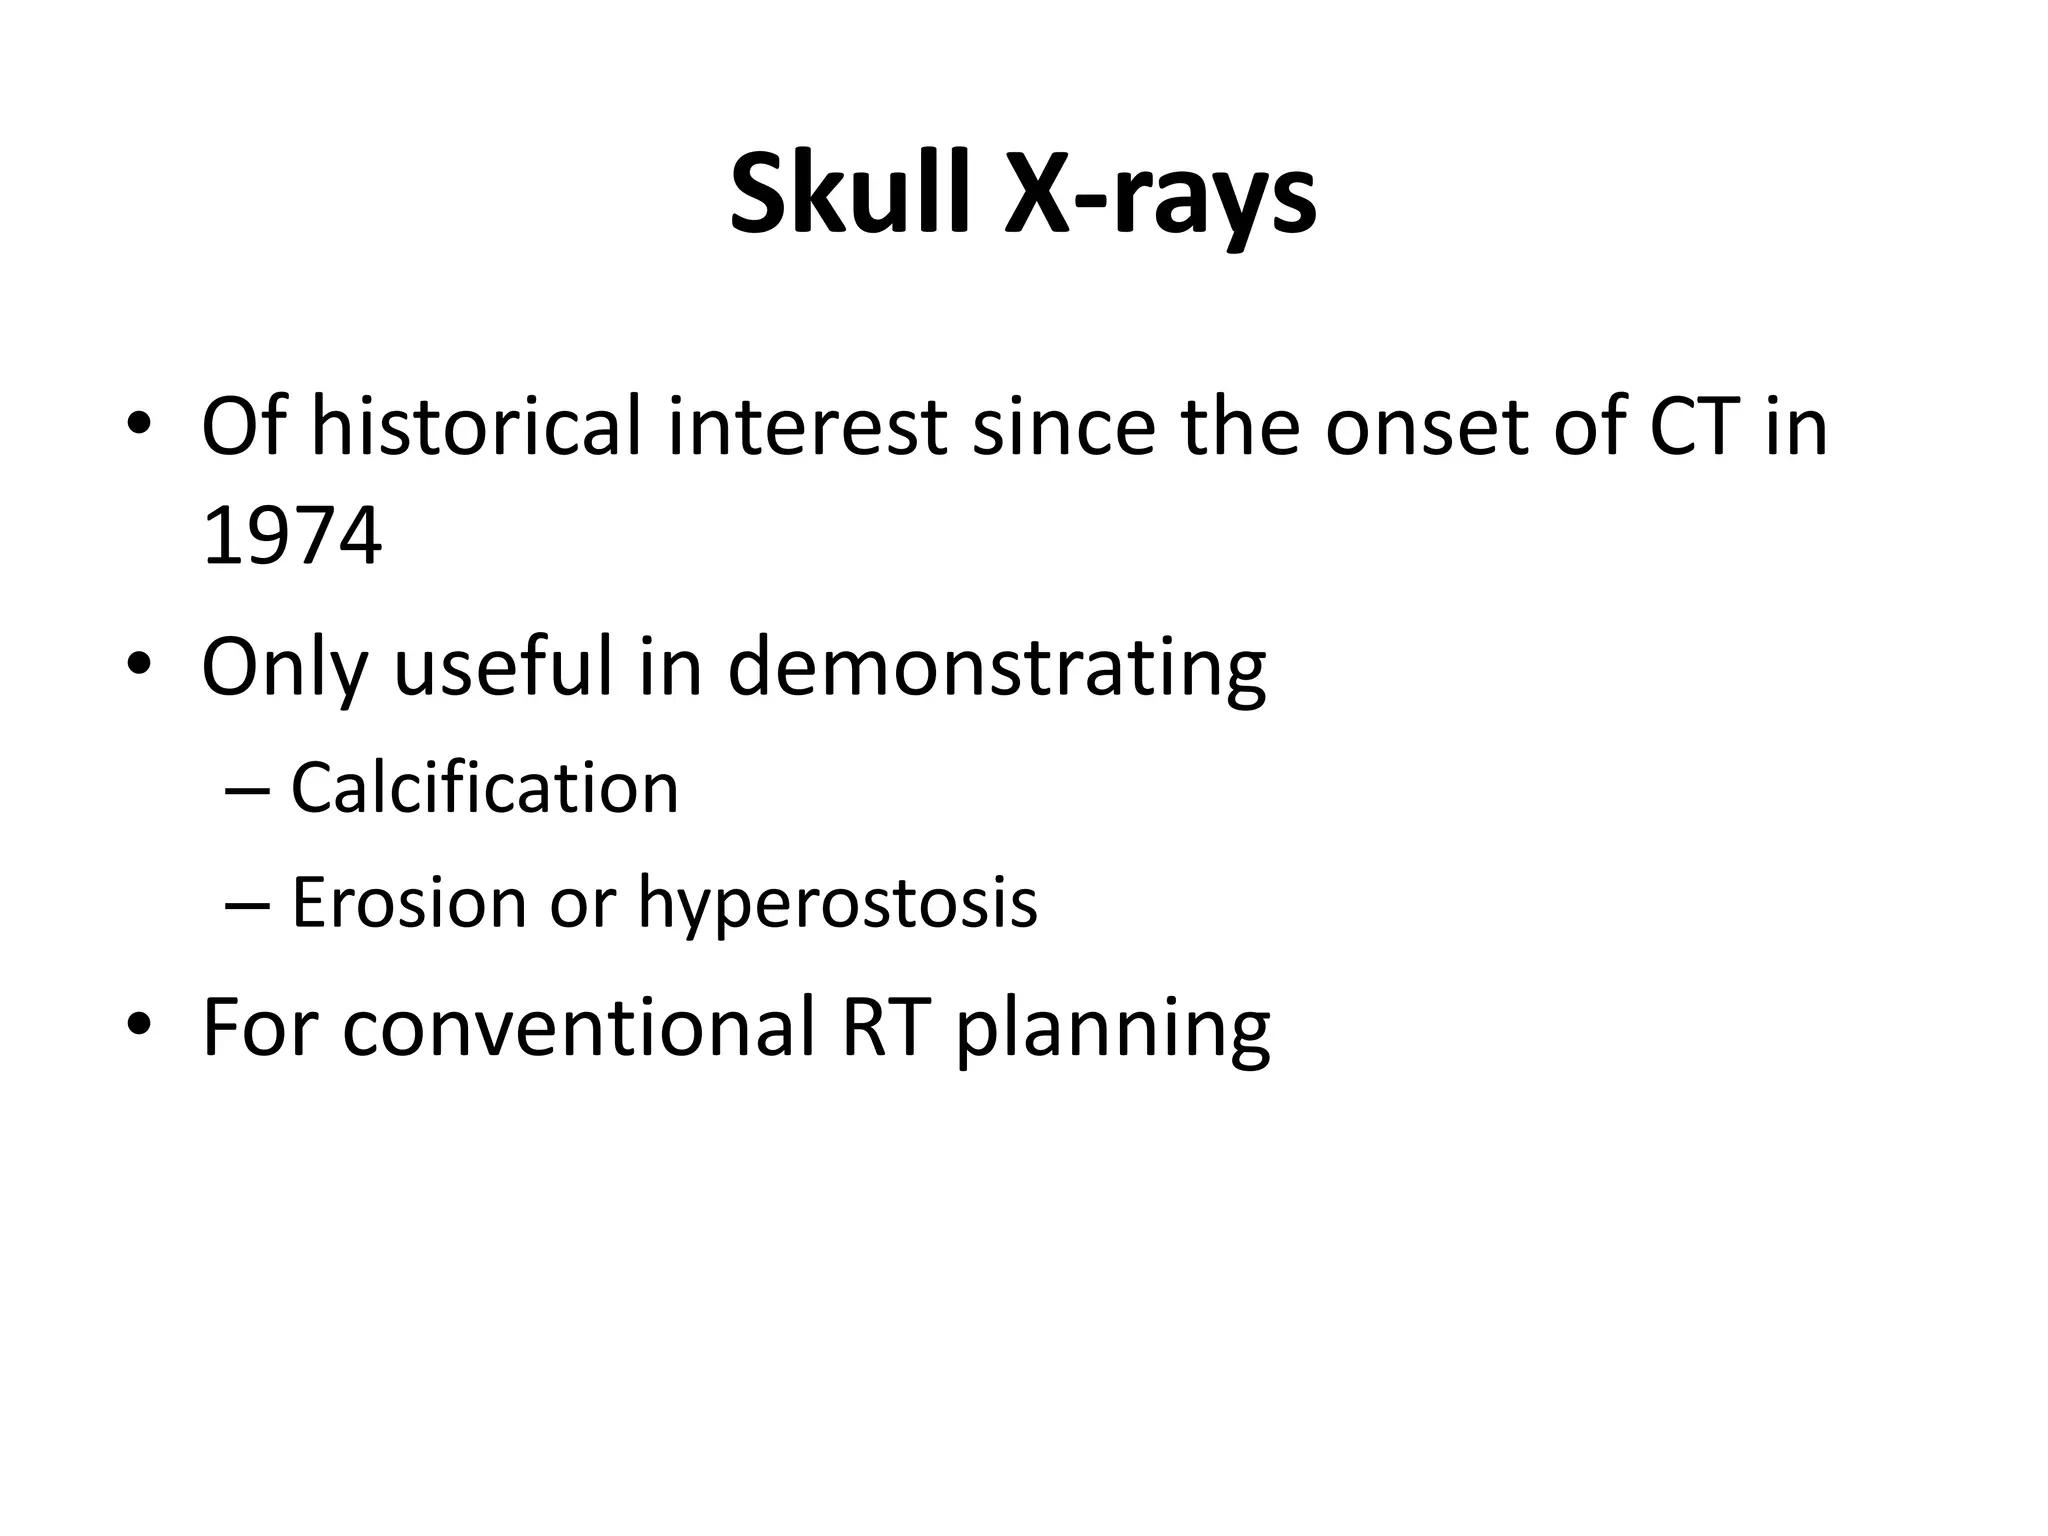 Skull X-rays
• Of historical interest since the onset of CT in
1974
• Only useful in demonstrating
– Calcification
– Erosion or hyperostosis
• For conventional RT planning